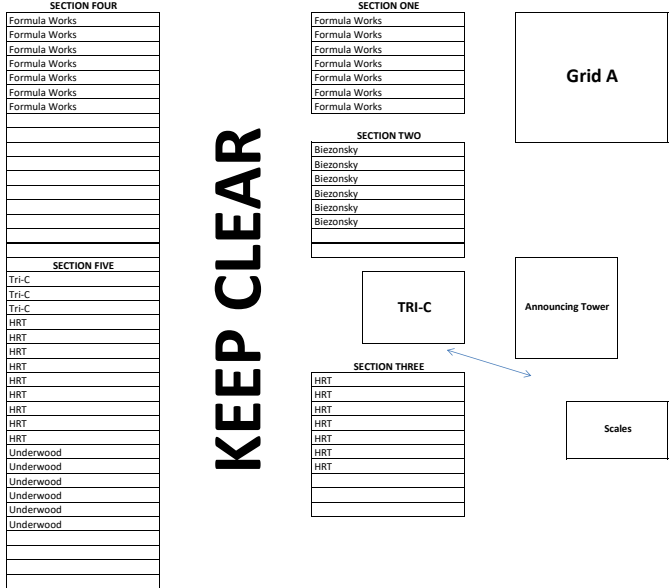 SECTION FOUR
Formula Works
Formula Works
Formula Works
Formula Works
Formula Works
Formula Works
Formula Works
SECTION FIVE
Tri-C
Tri-C
Tri-C
HRT
HRT
HRT
HRT
HRT
HRT
HRT
HRT
HRT
Underwood
Underwood
Underwood
Underwood
Underwood
Underwood
KEEP CLEAR
SECTION ONE
Formula Works
Formula Works
Formula Works
Formula Works
Formula Works
Formula Works
Formula Works
SECTION TWO
Biezonsky
Biezonsky
Biezonsky
Biezonsky
Biezonsky
Biezonsky
TRI-C
SECTION THREE
HRT
HRT
HRT
HRT
HRT
HRT
HRT
Grid A
Announcing Tower
Scales